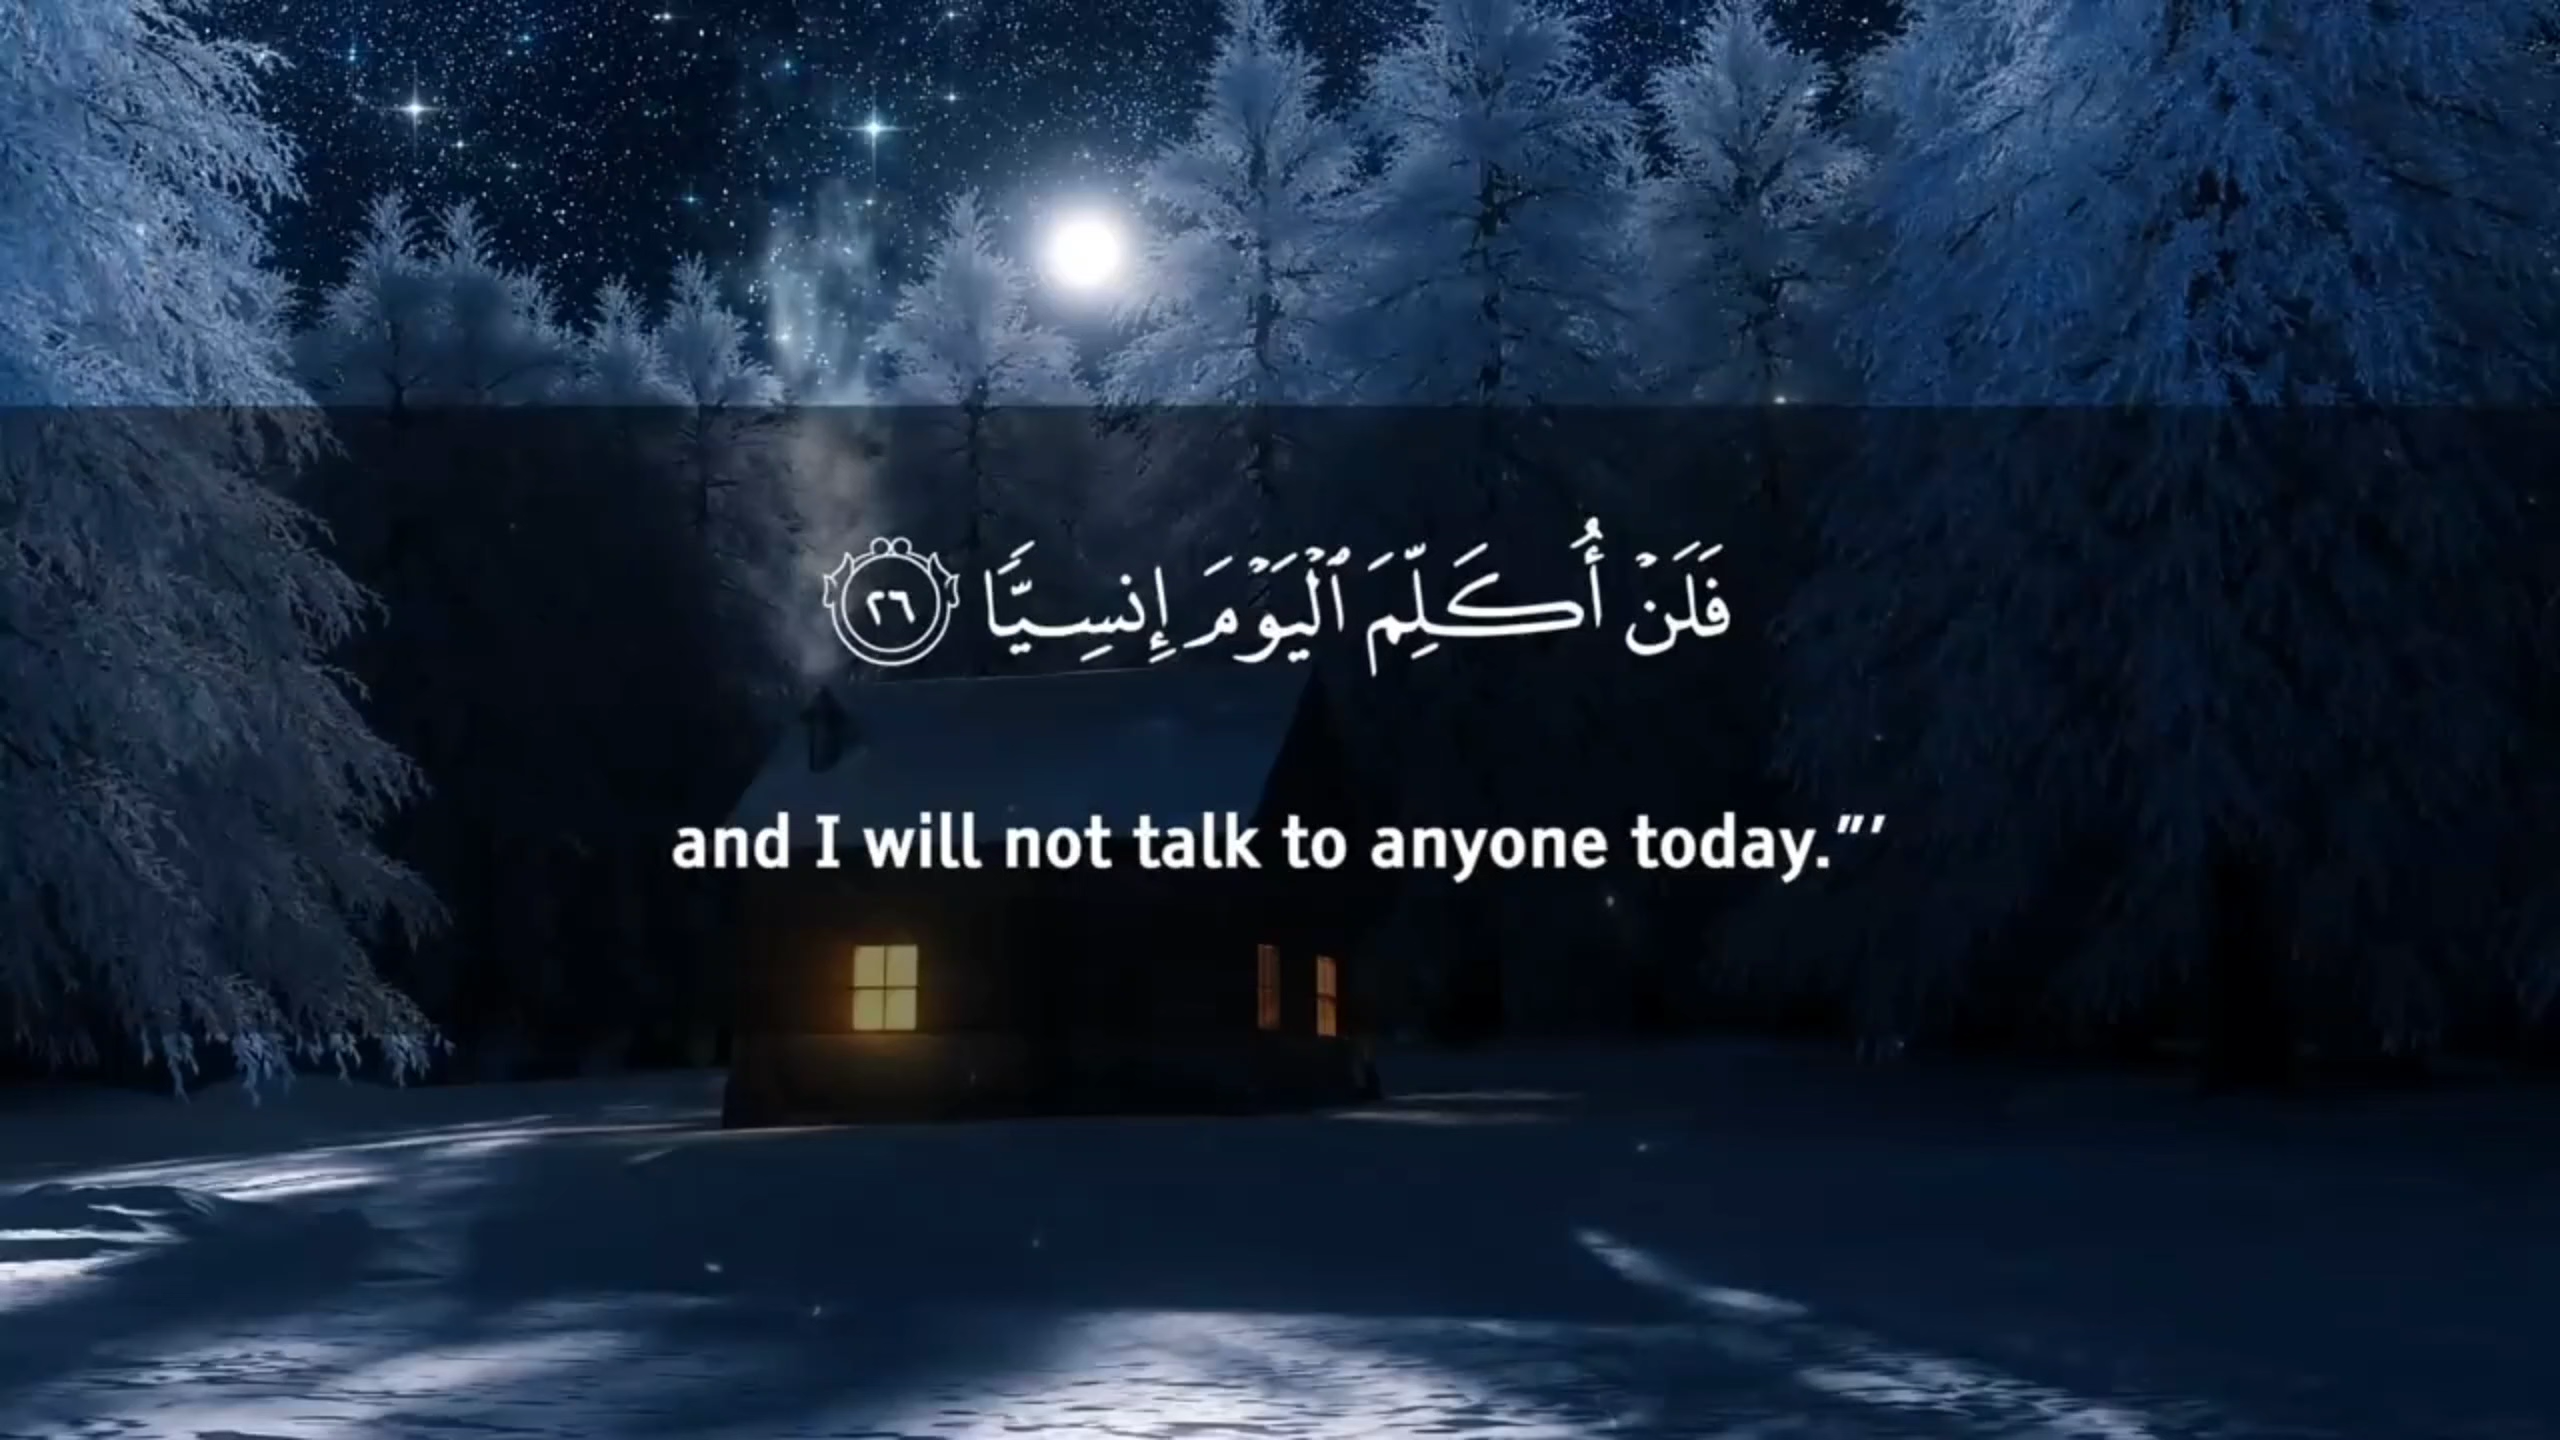 فَلَنْ أُكَلِّمَ ٱلْيَوْمَ إِنسِيًّا ٢٦
and I will not talk to anyone today.”’